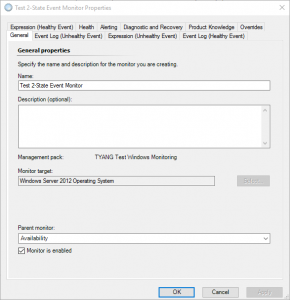 Test 2-State Event Monitor Properties
Expression (Healthy Event) Health Alerting Diagnostic and Recovery Product Knowledge Overrides
General Event Log (Unhealthy Event) Expression (Unhealthy Event) Event Log (Healthy Event)
General properties
Specify the name and description for the monitor you are creating.
Name:
Test 2-State Event Monitor
Description (optional):
Management pack: TYANG Test Windows Monitoring
Monitor target:
Windows Server 2012 Operating System
Parent monitor:
Availability
Monitor is enabled
OK Cancel Apply